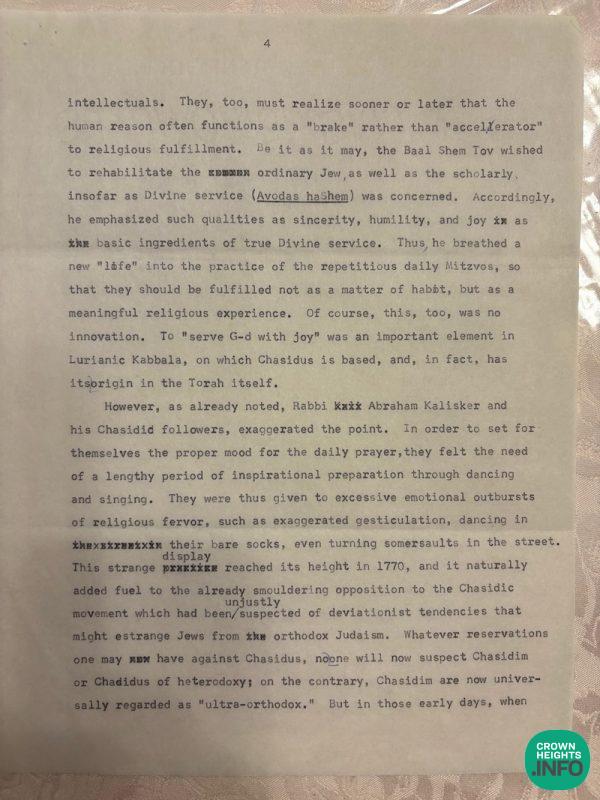 4
intellectuals. They, too, must realize sooner or later that the
human reason often functions as a "brake" rather than "accelerator"
to religious fulfillment. Be it as it may, the Baal Shem Tov wished
to rehabilitate the ordinary Jew, as well as the scholarly,
insofar as Divine service (Avodas haShem) was concerned. Accordingly,
he emphasized such qualities as sincerity, humility, and joy as
basic ingredients of true Divine service. Thus, he breathed a
new "life" into the practice of the repetitious daily Mitzvos, so
that they should be fulfilled not as a matter of habit, but as a
meaningful religious experience. Of course, this, too, was no
innovation. To "serve G-d with joy" was an important element in
Lurianic Kabbala, on which Chasidus is based, and, in fact, has
its origin in the Torah itself.
However, as already noted, Rabbi Abraham Kalisker and
his Chasidic followers, exaggerated the point. In order to set for
themselves the proper mood for the daily prayer,they felt the need
of a lengthy period of inspirational preparation through dancing
and singing. They were thus given to excessive emotional outbursts
of religious fervor, such as exaggerated gesticulation, dancing in
their bare socks, even turning somersaults in the street.
display
This strange reached its height in 1770, and it naturally
added fuel to the already smouldering opposition to the Chasidic
unjustly
movement which had been/suspected of deviationist tendencies that
might estrange Jews from orthodox Judaism. Whatever reservations
one may have against Chasidus, noone will now suspect Chasidim
or Chadidus of heterodoxy; on the contrary, Chasidim are now univer-
sally regarded as "ultra-orthodox." But in those early days, when
CROWN
HEIGHTS
.INFO